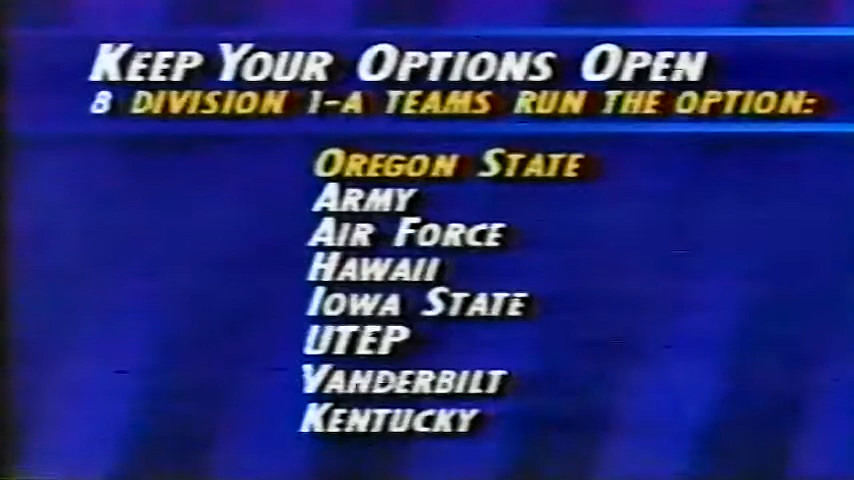 KEEP YOUR OPTIONS OPEN
8 DIVISION 1-A TEAMS RUN THE OPTION:
OREGON STATE
ARMY
AIR FORCE
HAWAII
IOWA STATE
UTEP
VANDERBILT
KENTUCKY